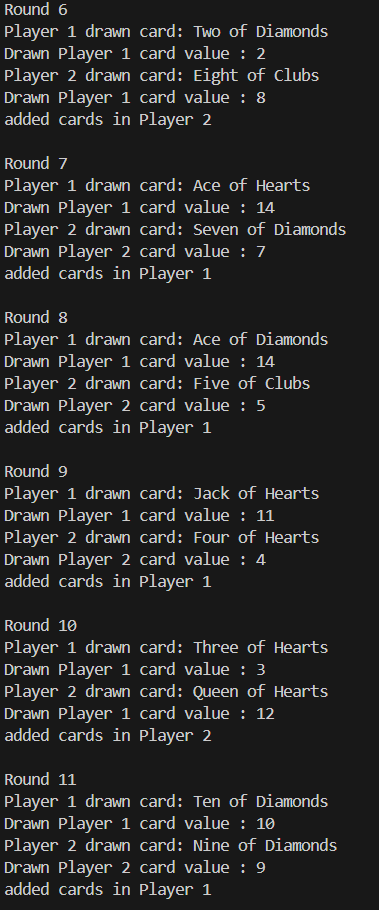 Round 6
Player 1 drawn card: Two of Diamonds
Drawn Player 1 card value : 2
Player 2 drawn card: Eight of Clubs
Drawn Player 1 card value : 8
added cards in Player 2

Round 7
Player 1 drawn card: Ace of Hearts
Drawn Player 1 card value : 14
Player 2 drawn card: Seven of Diamonds
Drawn Player 2 card value : 7
added cards in Player 1

Round 8
Player 1 drawn card: Ace of Diamonds
Drawn Player 1 card value : 14
Player 2 drawn card: Five of Clubs
Drawn Player 2 card value : 5
added cards in Player 1

Round 9
Player 1 drawn card: Jack of Hearts
Drawn Player 1 card value : 11
Player 2 drawn card: Four of Hearts
Drawn Player 2 card value : 4
added cards in Player 1

Round 10
Player 1 drawn card: Three of Hearts
Drawn Player 1 card value : 3
Player 2 drawn card: Queen of Hearts
Drawn Player 1 card value : 12
added cards in Player 2

Round 11
Player 1 drawn card: Ten of Diamonds
Drawn Player 1 card value : 10
Player 2 drawn card: Nine of Diamonds
Drawn Player 2 card value : 9
added cards in Player 1